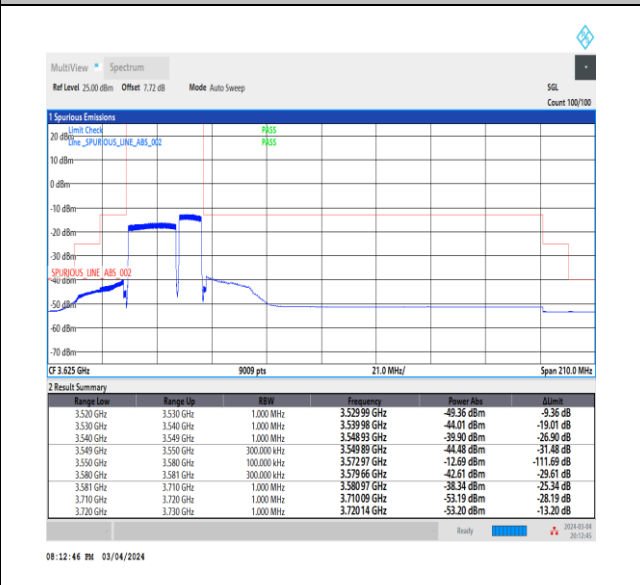 MultiView Spectrum
Ref Level 25.00 dBm Offset 7.72 dB Mode Auto Sweep SGL
Count 100/100
1 Spurious Emissions
Limit Check PASS
20 dBm
Line _SPURIOUS_LINE_ABS_002 PASS
10 dBm
0 dBm
-10 dBm
-20 dBm
-30 dBm
_SPURIOUS_LINE_ABS_002
-40 dBm
-50 dBm
-60 dBm
-70 dBm
CF 3.625 GHz 9009 pts 21.0 MHz/ Span 210.0 MHz
2 Result Summary
Range Low Range Up RBW Frequency Power Abs ΔLimit
3.520 GHz 3.530 GHz 1.000 MHz 3.529 99 GHz -49.36 dBm -9.36 dB
3.530 GHz 3.540 GHz 1.000 MHz 3.539 98 GHz -44.01 dBm -19.01 dB
3.540 GHz 3.549 GHz 1.000 MHz 3.548 93 GHz -39.90 dBm -26.90 dB
3.549 GHz 3.550 GHz 300.000 kHz 3.549 89 GHz -44.48 dBm -31.48 dB
3.550 GHz 3.580 GHz 100.000 kHz 3.572 97 GHz -12.69 dBm -111.69 dB
3.580 GHz 3.581 GHz 300.000 kHz 3.579 66 GHz -42.61 dBm -29.61 dB
3.581 GHz 3.710 GHz 1.000 MHz 3.580 97 GHz -38.34 dBm -25.34 dB
3.710 GHz 3.720 GHz 1.000 MHz 3.710 09 GHz -53.19 dBm -28.19 dB
3.720 GHz 3.730 GHz 1.000 MHz 3.720 14 GHz -53.20 dBm -13.20 dB
Ready 2024-03-04
20:12:45
08:12:46 PM 03/04/2024